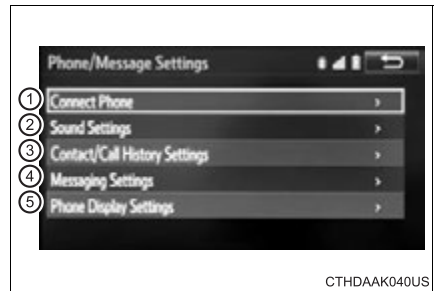 Phone/Message Settings
1 Connect Phone
2 Sound Settings
3 Contact/Call History Settings
4 Messaging Settings
5 Phone Display Settings
CTHDAAK040US